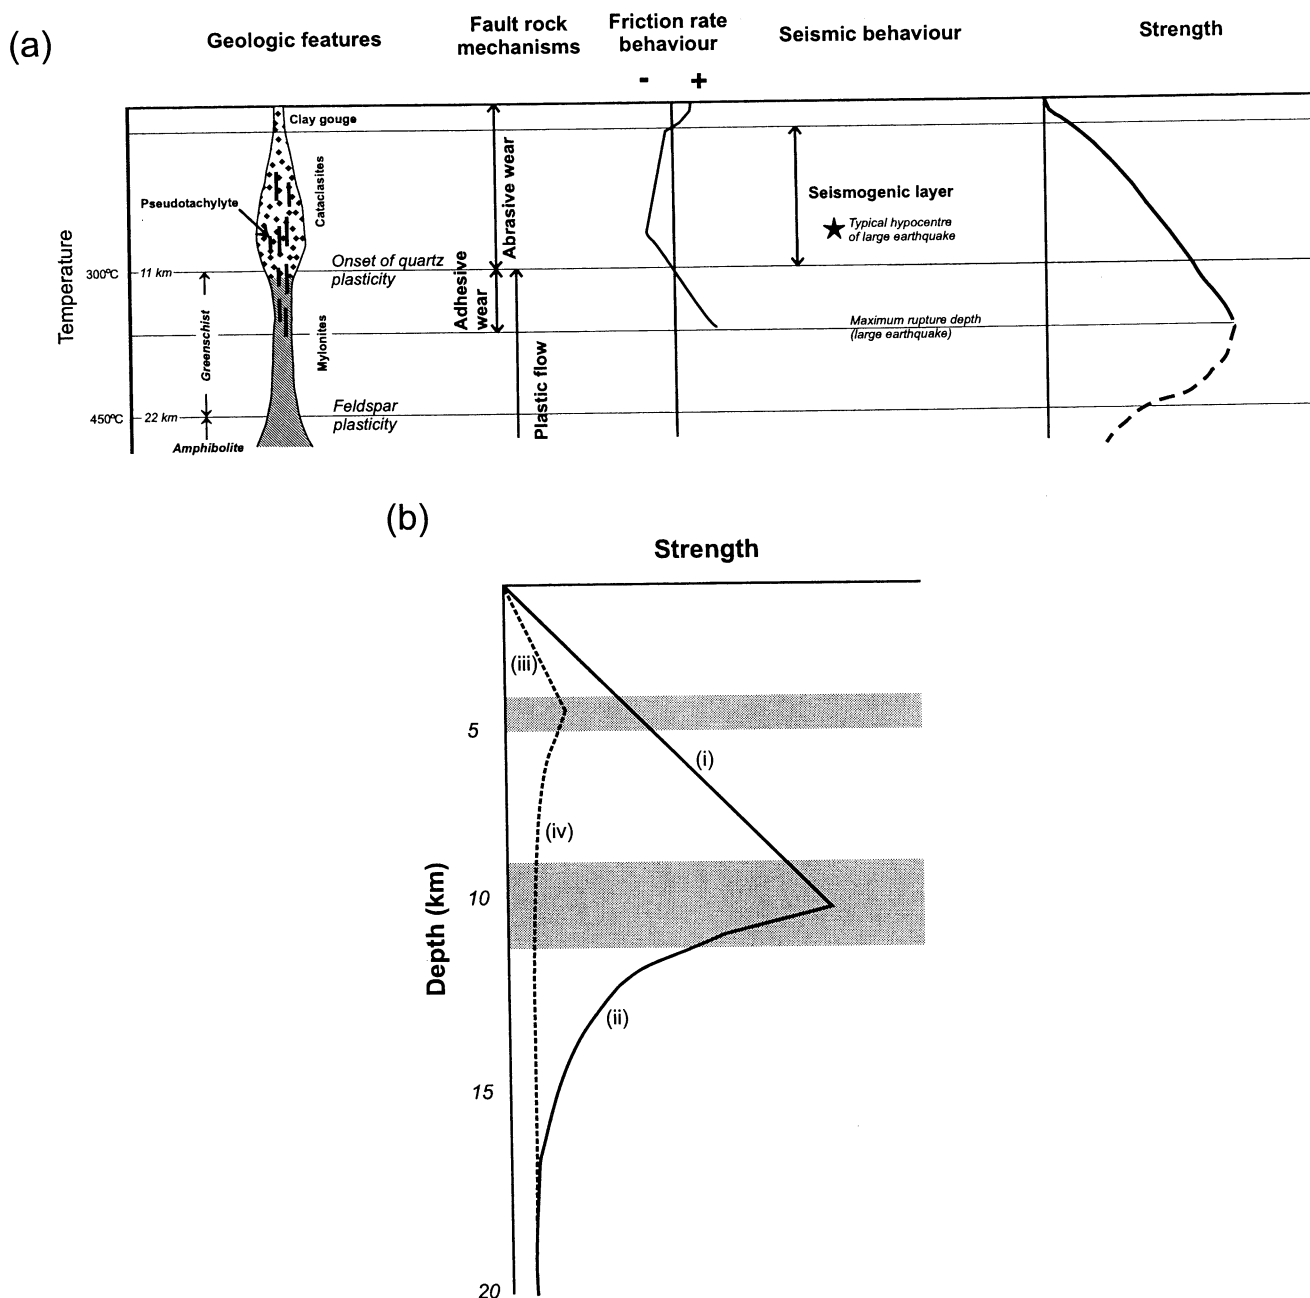 (a)
Geologic features
Fault rock
mechanisms
Friction rate
behaviour
- +
Seismic behaviour
Strength
Temperature
300ºC
450ºC
11 km
22 km
Clay gouge
Pseudotachylyte
Cataclasites
Mylonites
Greenschist
Amphibolite
Onset of quartz
plasticity
Feldspar
plasticity
Abrasive wear
Adhesive
wear
Plastic flow
Seismogenic layer
Typical hypocentre
of large earthquake
Maximum rupture depth
(large earthquake)
(b)
Strength
Depth (km)
5
10
15
20
(iii)
(i)
(iv)
(ii)